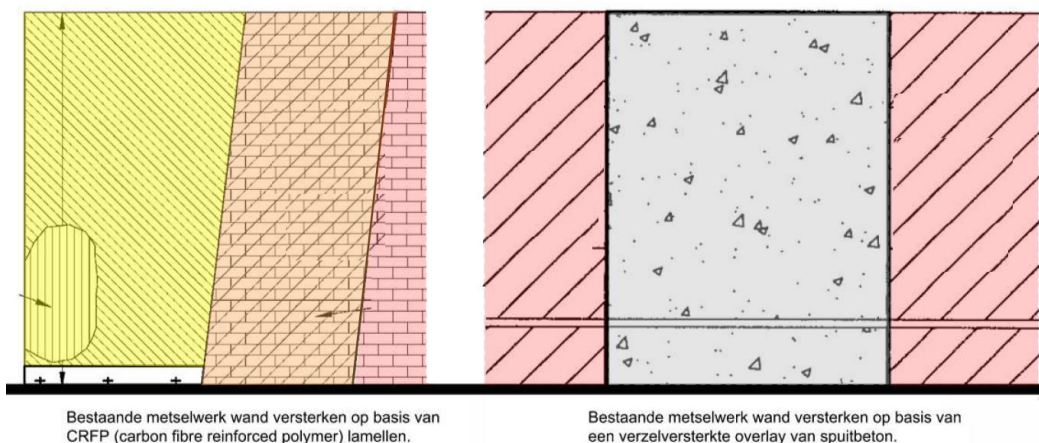 Bestaande metselwerk wand versterken op basis van
CRFP (carbon fibre reinforced polymer) lamellen.
Bestaande metselwerk wand versterken op basis van
een verzelversterkte overlay van spuitbeton.